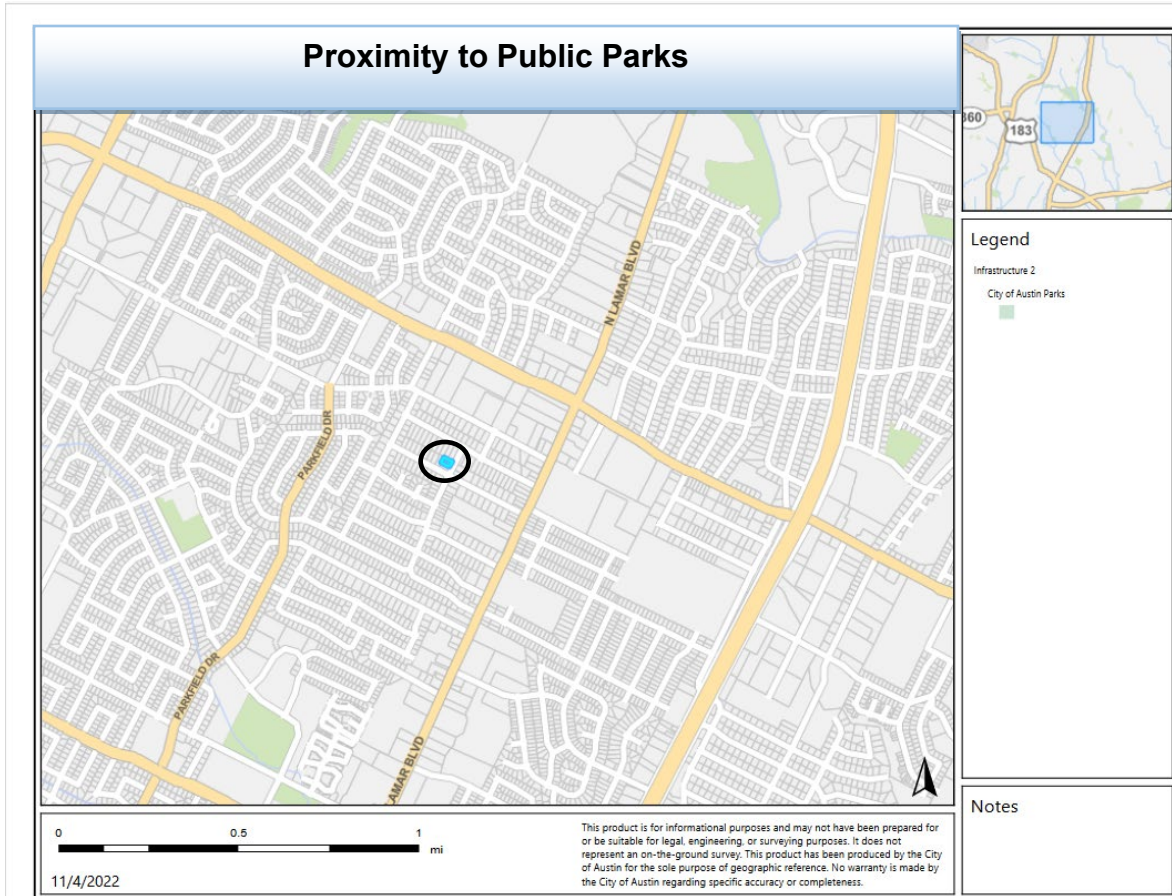 Proximity to Public Parks
360
183
N LAMAR BLVD
PARKFIELD DR
PARKFIELD DR
LAMAR BLVD
Legend
Infrastructure 2
City of Austin Parks
Notes
0 0.5 1
mi
11/4/2022
This product is for informational purposes and may not have been prepared for
or be suitable for legal, engineering, or surveying purposes. It does not
represent an on-the-ground survey. This product has been produced by the City
of Austin for the sole purpose of geographic reference. No warranty is made by
the City of Austin regarding specific accuracy or completeness.